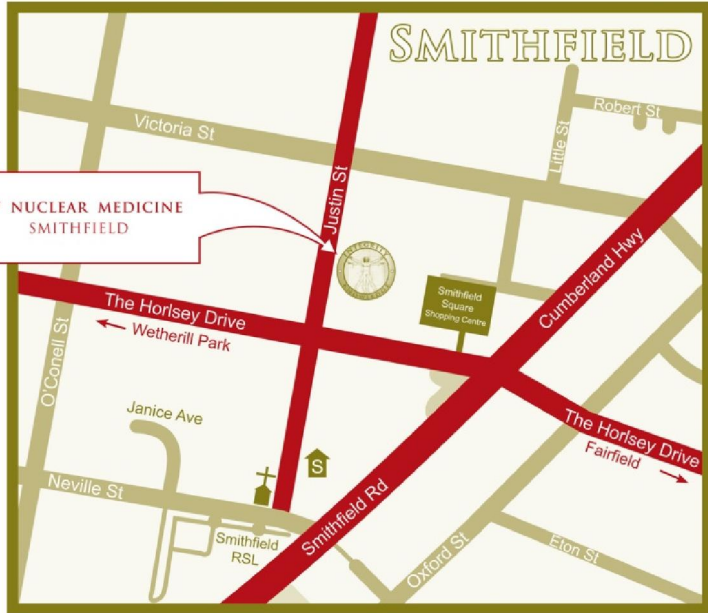 SMITHFIELD
Robert St
Little St
Victoria St
Justin St
NUCLEAR MEDICINE
SMITHFIELD
Cumberland Hwy
Smithfield
Square
Shopping Centre
The Horlsey Drive
Wetherill Park
O'Conell St
Janice Ave
The Horlsey Drive
Fairfield
Neville St
S
Smithfield Rd
Smithfield
RSL
Oxford St
Eton St